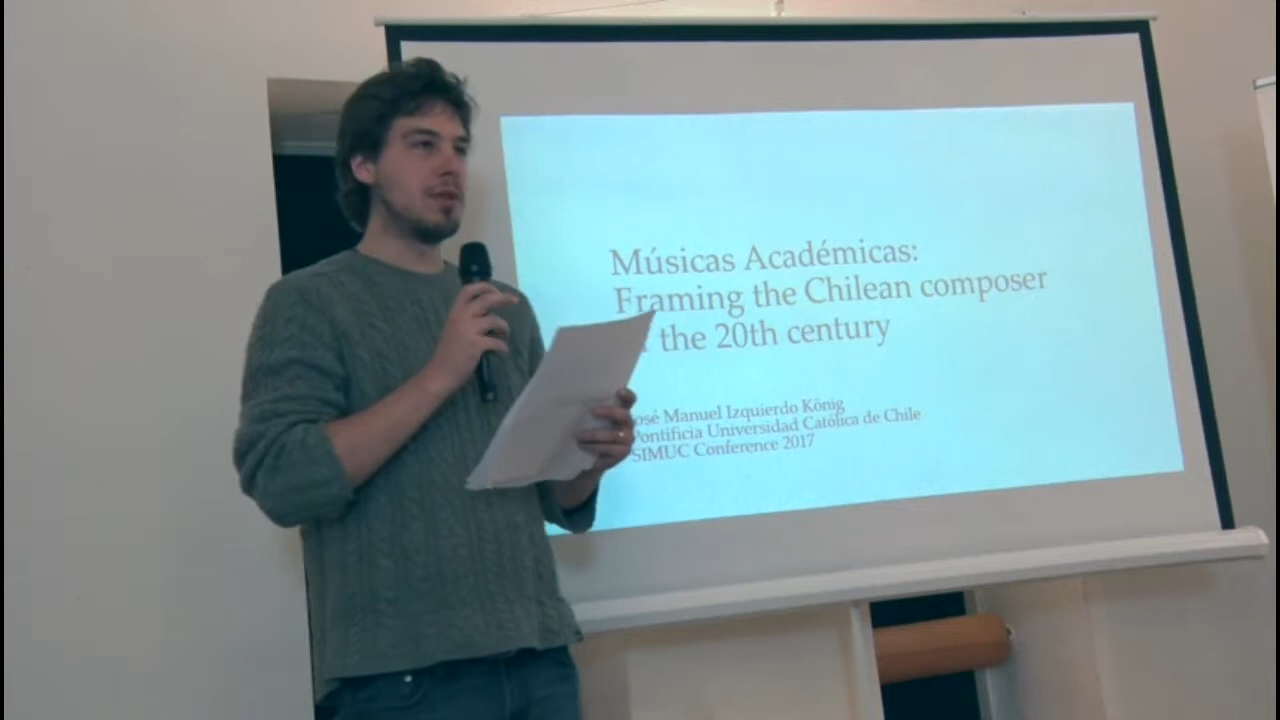 Músicas Académicas:
Framing the Chilean composer
the 20th century
José Manuel Izquierdo König
Pontificia Universidad Católica de Chile
SIMUC Conference 2017